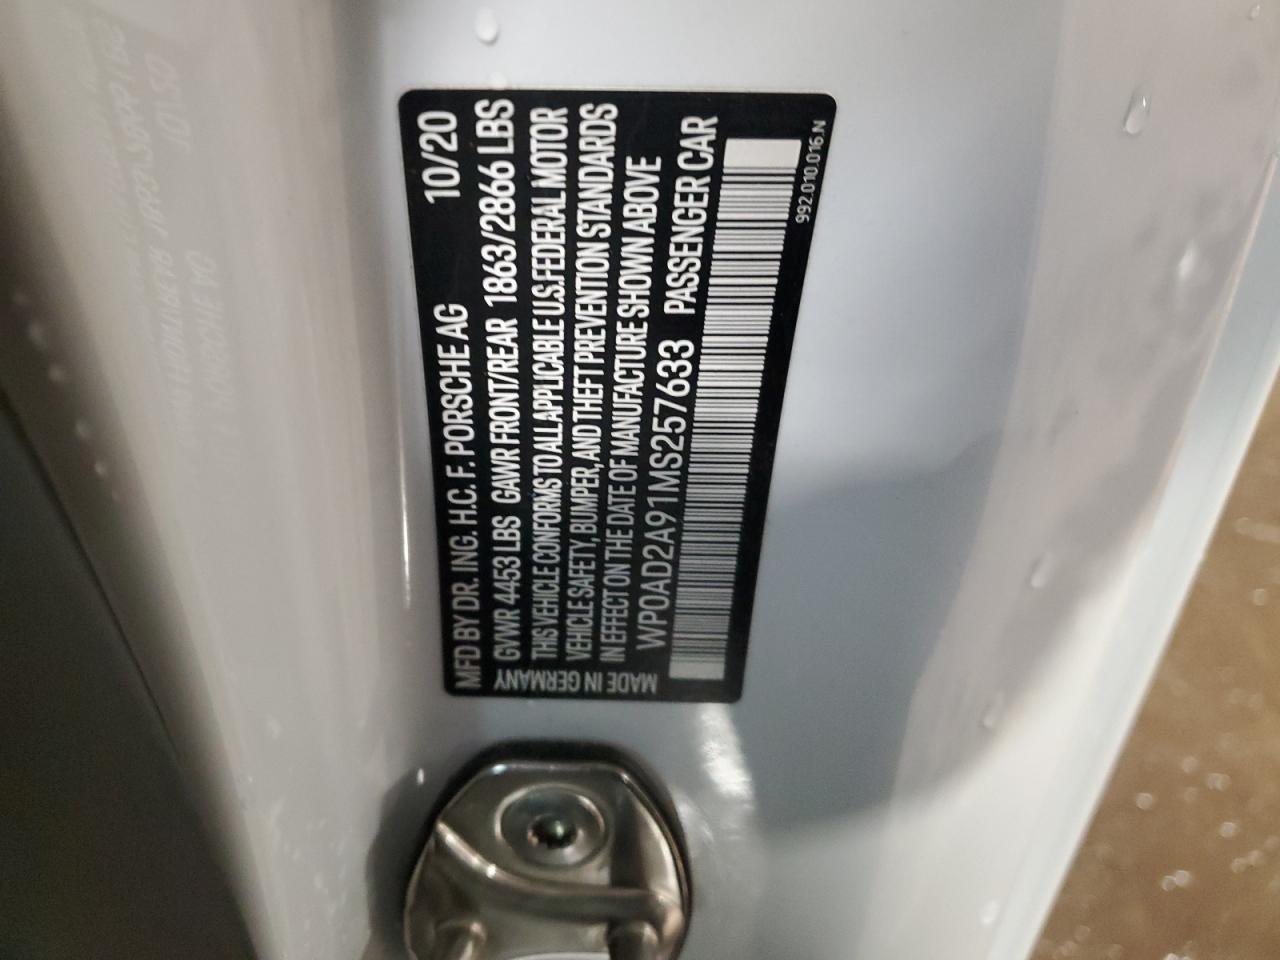 MFD BY DR. ING. H.C. F. PORSCHE AG 10/20
GVWR 4453 LBS GAWR FRONT/REAR 1863/2866 LBS
THIS VEHICLE CONFORMS TO ALL APPLICABLE U.S. FEDERAL MOTOR
VEHICLE SAFETY, BUMPER, AND THEFT PREVENTION STANDARDS
IN EFFECT ON THE DATE OF MANUFACTURE SHOWN ABOVE
WP0AD2A91MS257633 PASSENGER CAR
992.010.016.N
MADE IN GERMANY